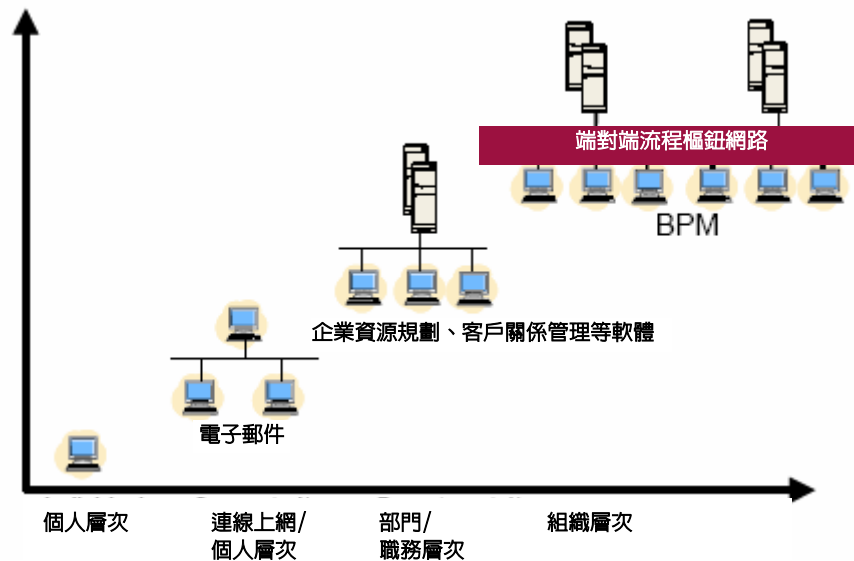 端對端流程樞鈕網路
BPM
企業資源規劃、客戶關係管理等軟體
電子郵件
個人層次
連線上網/
個人層次
部門/
職務層次
組織層次